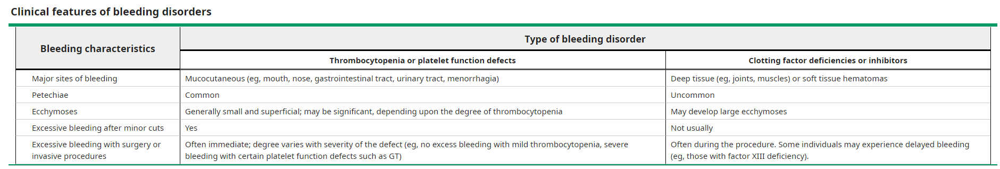 Clinical features of bleeding disorders
Bleeding characteristics
Type of bleeding disorder
Thrombocytopenia or platelet function defects
Clotting factor deficiencies or inhibitors
Major sites of bleeding
Mucocutaneous (eg, mouth, nose, gastrointestinal tract, urinary tract, menorrhagia)
Deep tissue (eg, joints, muscles) or soft tissue hematomas
Petechiae
Common
Uncommon
Ecchymoses
Generally small and superficial; may be significant, depending upon the degree of thrombocytopenia
May develop large ecchymoses
Excessive bleeding after minor cuts
Yes
Not usually
Excessive bleeding with surgery or
invasive procedures
Often immediate; degree varies with severity of the defect (eg, no excess bleeding with mild thrombocytopenia, severe
bleeding with certain platelet function defects such as GT)
Often during the procedure. Some individuals may experience delayed bleeding
(eg, those with factor XIII deficiency).